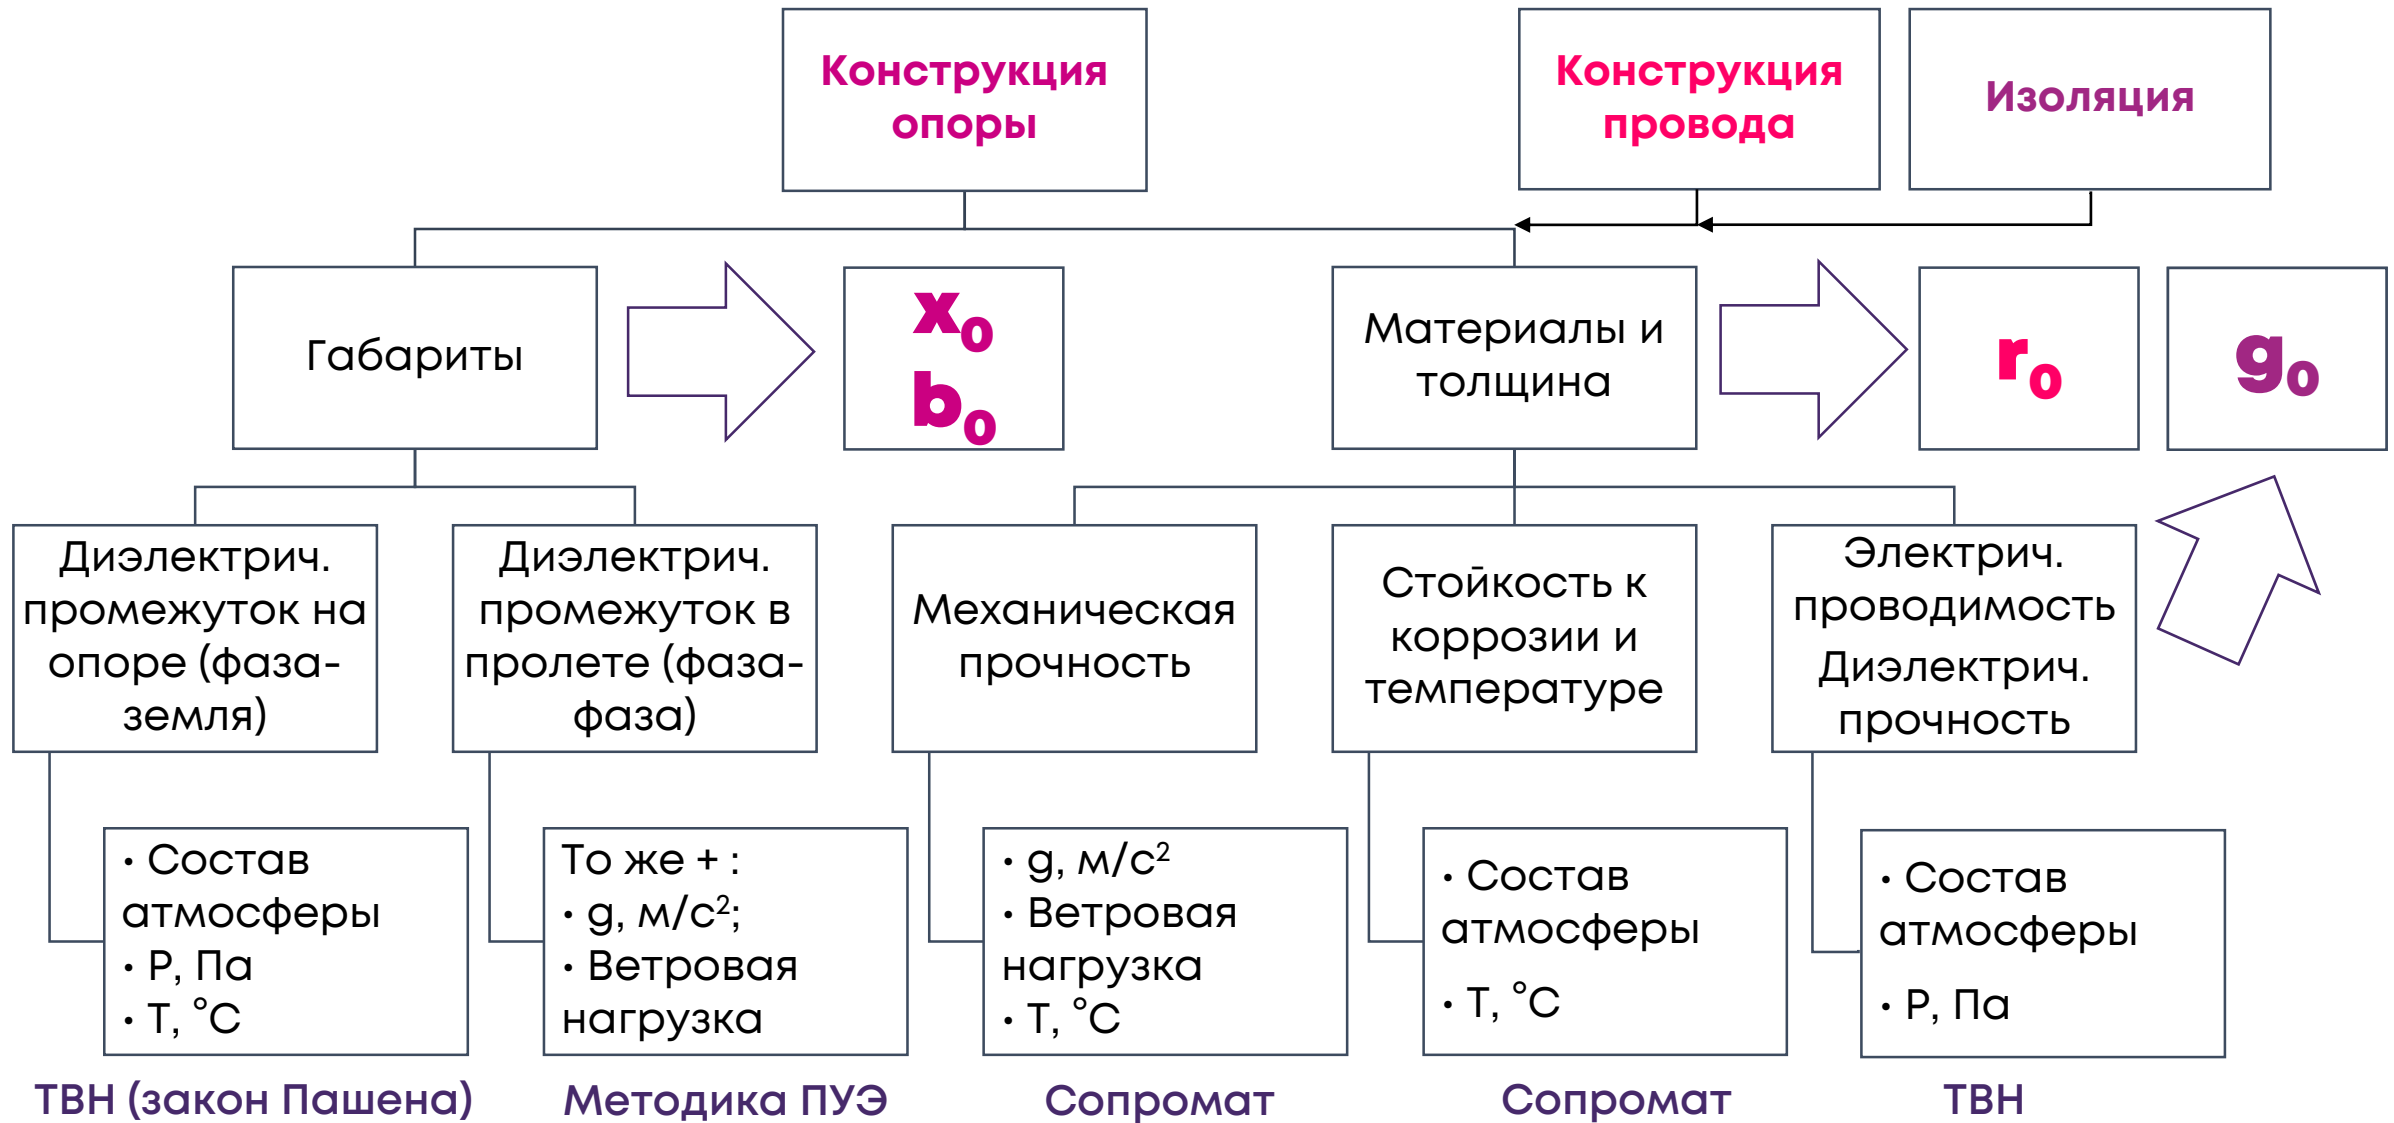 Конструкция
опоры
Конструкция
провода
Изоляция
Габариты
x₀
b₀
Материалы и
толщина
r₀
g₀
Диэлектрич.
промежуток на
опоре (фаза-
земля)
Диэлектрич.
промежуток в
пролете (фаза-
фаза)
Механическая
прочность
Стойкость к
коррозии и
температуре
Электрич.
проводимость
Диэлектрич.
прочность
• Состав
атмосферы
• Р, Па
• Т, °С
То же + :
• g, м/с²;
• Ветровая
нагрузка
• g, м/с²
• Ветровая
нагрузка
• Т, °С
• Состав
атмосферы
• Т, °С
• Состав
атмосферы
• Р, Па
ТВН (закон Пашена)
Методика ПУЭ
Сопромат
Сопромат
ТВН